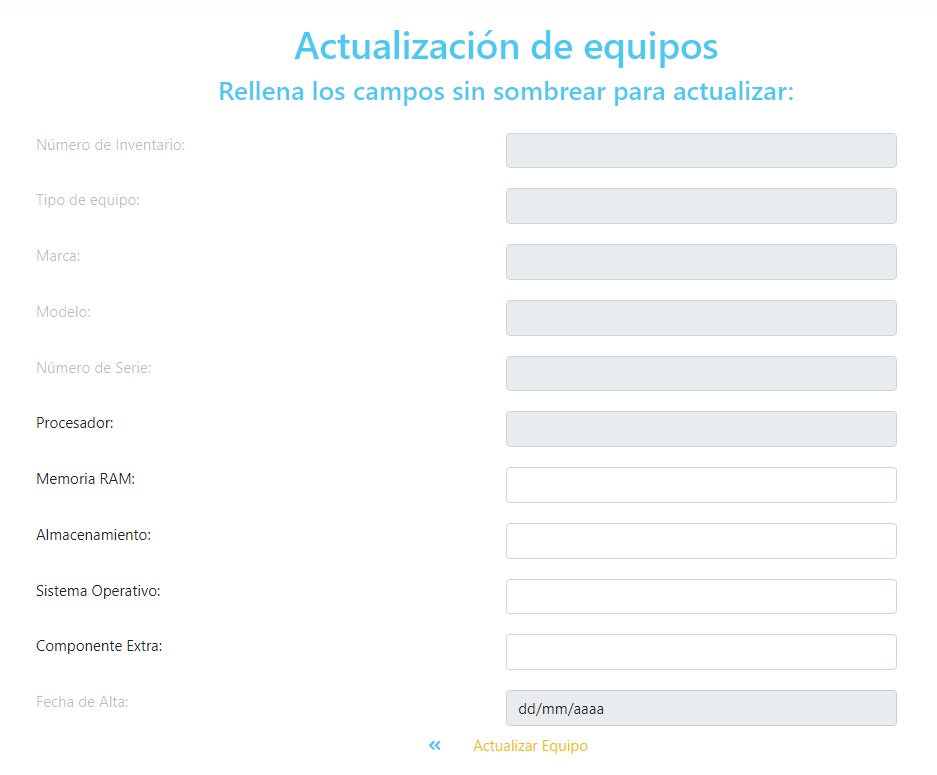 Actualización de equipos
Rellena los campos sin sombrear para actualizar:
Número de Inventario:
Tipo de equipo:
Marca:
Modelo:
Número de Serie:
Procesador:
Memoria RAM:
Almacenamiento:
Sistema Operativo:
Componente Extra:
Fecha de Alta: dd/mm/aaaa
« Actualizar Equipo